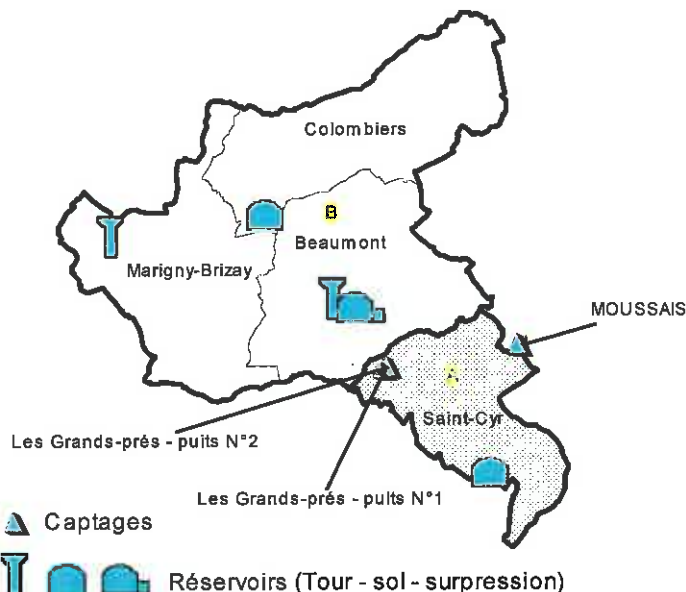 Colombiers
B
Beaumont
Marigny-Brizay
MOUSSAIS
Saint-Cyr
Les Grands-prés - puits N°2
Les Grands-prés - puits N°1
Captages
Réservoirs (Tour - sol - surpression)